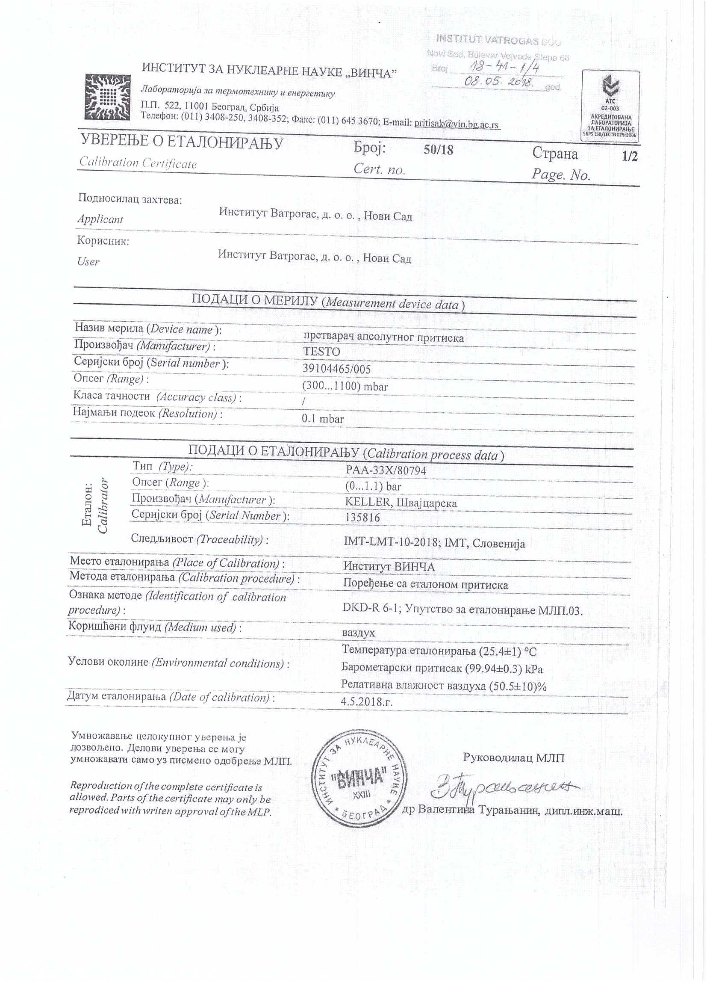 INSTITUT VATROGAS DOO
Novi Sad, Bulevar Vojvode Stepe 66
Broj 18-41-1/4
08.05.2018. god.
ИНСТИТУТ ЗА НУКЛЕАРНЕ НАУКЕ „ВИНЧА”
Лабораторија за термотехнику и енергетику
П.П. 522, 11001 Београд, Србија
Телефон: (011) 3408-250, 3408-352; Факс: (011) 645 3670; E-mail: pritisak@vin.bg.ac.rs
АТС
02-003
АКРЕДИТОВАНА
ЛАБОРАТОРИЈА
ЗА ЕТАЛОНИРАЊЕ
SRPS ISO/IEC 17025:2006
УВЕРЕЊЕ О ЕТАЛОНИРАЊУ Број: 50/18 Страна 1/2
Calibration Certificate Cert. no. Page. No.
Подносилац захтева:
Институт Ватрогас, д. о. о. , Нови Сад
Applicant
Корисник:
Институт Ватрогас, д. о. о. , Нови Сад
User
ПОДАЦИ О МЕРИЛУ (Measurement device data )
Назив мерила (Device name ): претварач апсолутног притиска
Произвођач (Manufacturer) : TESTO
Серијски број (Serial number ): 39104465/005
Опсег (Range) : (300...1100) mbar
Класа тачности (Accuracy class) : /
Најмањи подеок (Resolution) : 0.1 mbar
ПОДАЦИ О ЕТАЛОНИРАЊУ (Calibration process data )
Еталон:
Calibrator
Тип (Type): PAA-33X/80794
Опсег (Range ): (0...1.1) bar
Произвођач (Manufacturer ): KELLER, Швајцарска
Серијски број (Serial Number ): 135816
Следљивост (Traceability) : IMT-LMT-10-2018; IMT, Словенија
Место еталонирања (Place of Calibration) : Институт ВИНЧА
Метода еталонирања (Calibration procedure) : Поређење са еталоном притиска
Ознака методе (Identification of calibration
procedure) : DKD-R 6-1; Упутство за еталонирање МЛП.03.
Коришћени флуид (Medium used) : ваздух
Температура еталонирања (25.4±1) °C
Услови околине (Environmental conditions) : Барометарски притисак (99.94±0.3) kPa
Релативна влажност ваздуха (50.5±10)%
Датум еталонирања (Date of calibration) : 4.5.2018.г.
Умножавање целокупног уверења је
дозвољено. Делови уверења се могу
умножавати само уз писмено одобрење МЛП.
Reproduction of the complete certificate is
allowed. Parts of the certificate may only be
reprodiced with writen approval of the MLP.
ИНСТИТУТ ЗА НУКЛЕАРНЕ НАУКЕ
"ВИНЧА"
XXIII
* БЕОГРАД *
Руководилац МЛП
В Турањанин
др Валентина Турањанин, дипл.инж.маш.